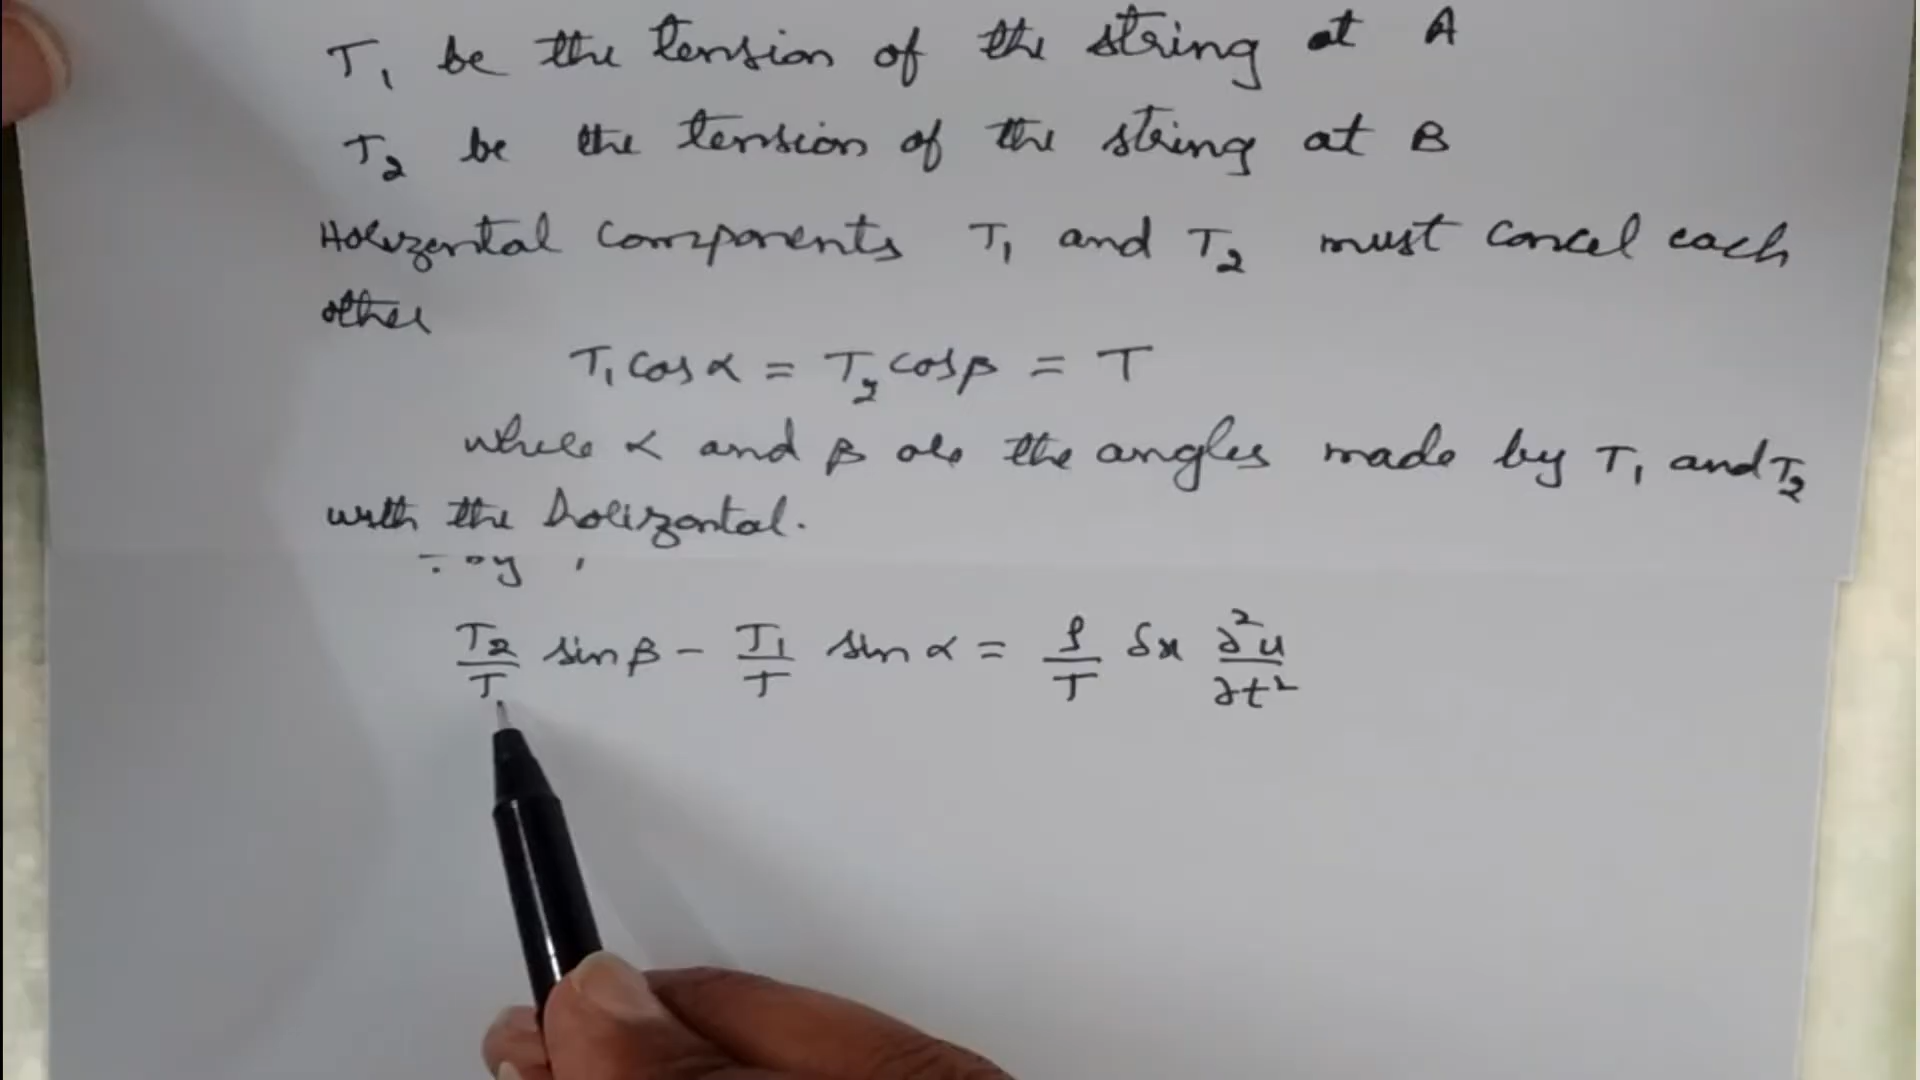 T₁ be the tension of the string at A
T₂ be the tension of the string at B
Horizental components T₁ and T₂ must cancel each
other
T₁ cos α = T₂ cos β = T
where α and β are the angles made by T₁ and T₂
with the horizontal.
÷ by
T₂/T sin β - T₁/T sin α = ρ/T δx ∂²u/∂t²